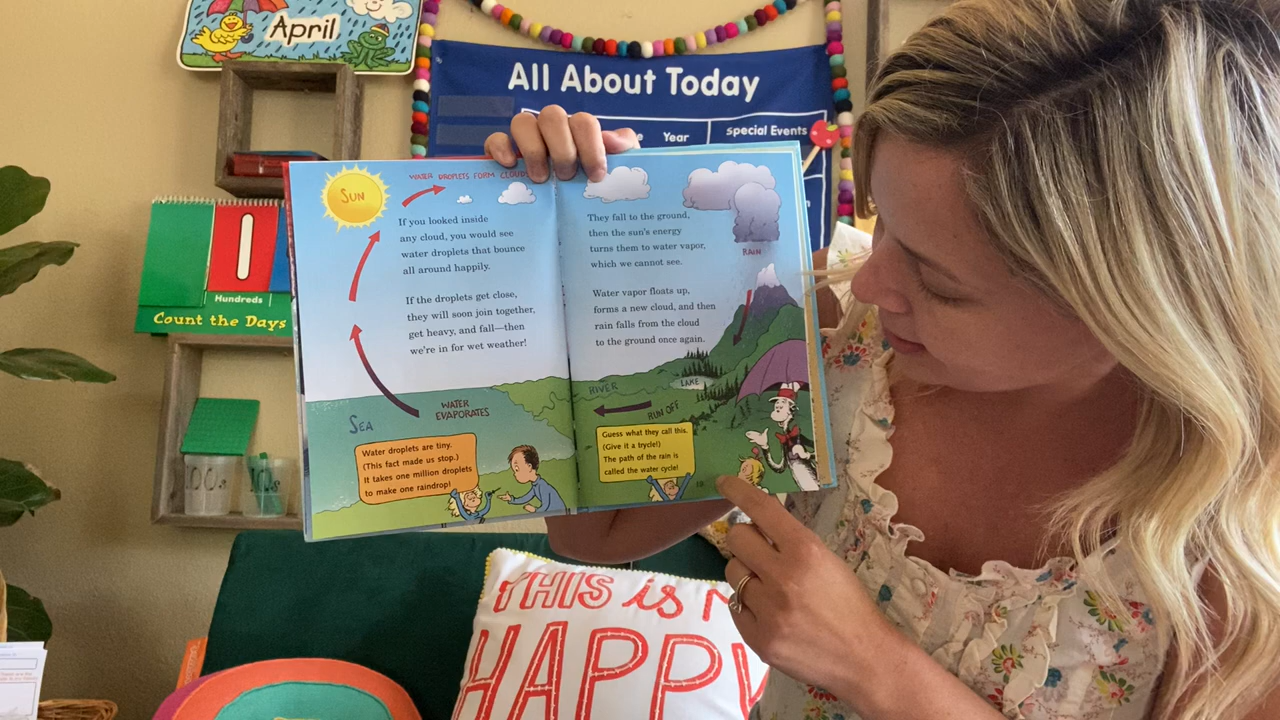 April
All About Today
Year
Special Events
1
Hundreds
Count the Days
100s
10s
SUN
WATER DROPLETS FORM CLOUDS
If you looked inside
any cloud, you would see
water droplets that bounce
all around happily.
If the droplets get close,
they will soon join together,
get heavy, and fall—then
we're in for wet weather!
SEA
WATER
EVAPORATES
Water droplets are tiny.
(This fact made us stop.)
It takes one million droplets
to make one raindrop!
They fall to the ground,
then the sun's energy
turns them to water vapor,
which we cannot see.
Water vapor floats up,
forms a new cloud, and then
rain falls from the cloud
to the ground once again.
RAIN
RIVER
LAKE
RUN OFF
Guess what they call this.
(Give it a trycle!)
The path of the rain is
called the water cycle!
THIS is
HAPPY